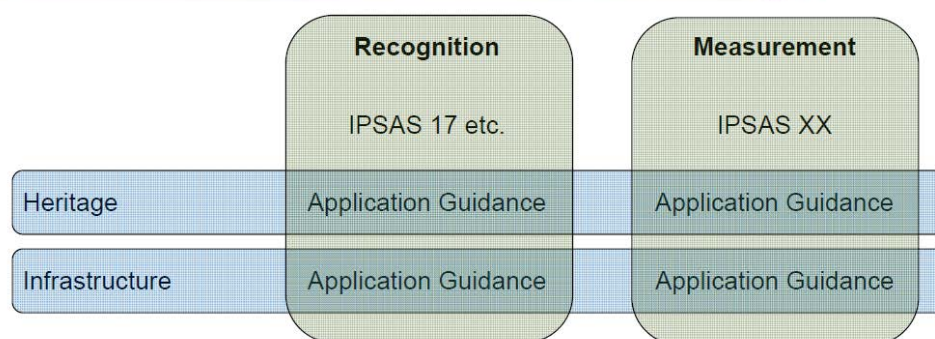 Recognition Measurement
IPSAS 17 etc. IPSAS XX
Heritage Application Guidance Application Guidance
Infrastructure Application Guidance Application Guidance